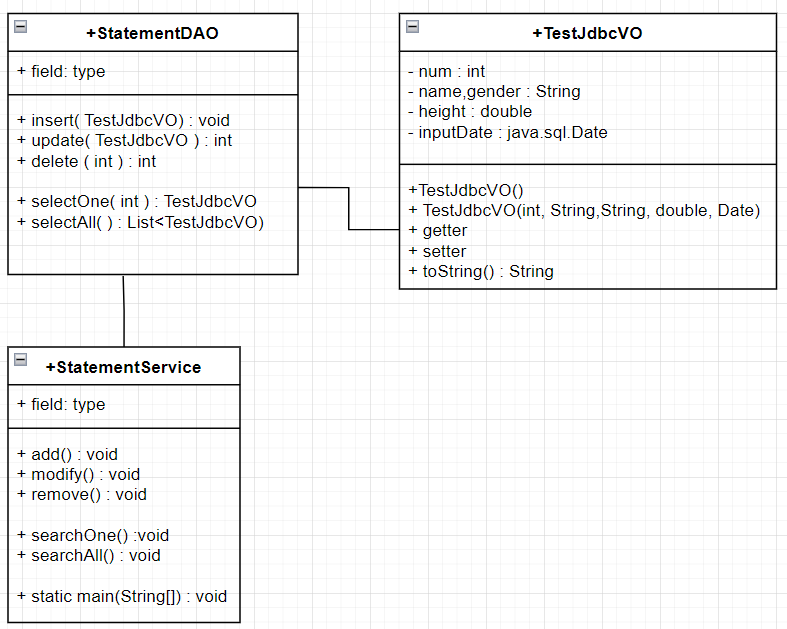 +StatementDAO
+ field: type
+ insert( TestJdbcVO) : void
+ update( TestJdbcVO ) : int
+ delete ( int ) : int
+ selectOne( int ) : TestJdbcVO
+ selectAll( ) : List<TestJdbcVO)
+TestJdbcVO
- num : int
- name,gender : String
- height : double
- inputDate : java.sql.Date
+TestJdbcVO()
+ TestJdbcVO(int, String,String, double, Date)
+ getter
+ setter
+ toString() : String
+StatementService
+ field: type
+ add() : void
+ modify() : void
+ remove() : void
+ searchOne() :void
+ searchAll() : void
+ static main(String[]) : void